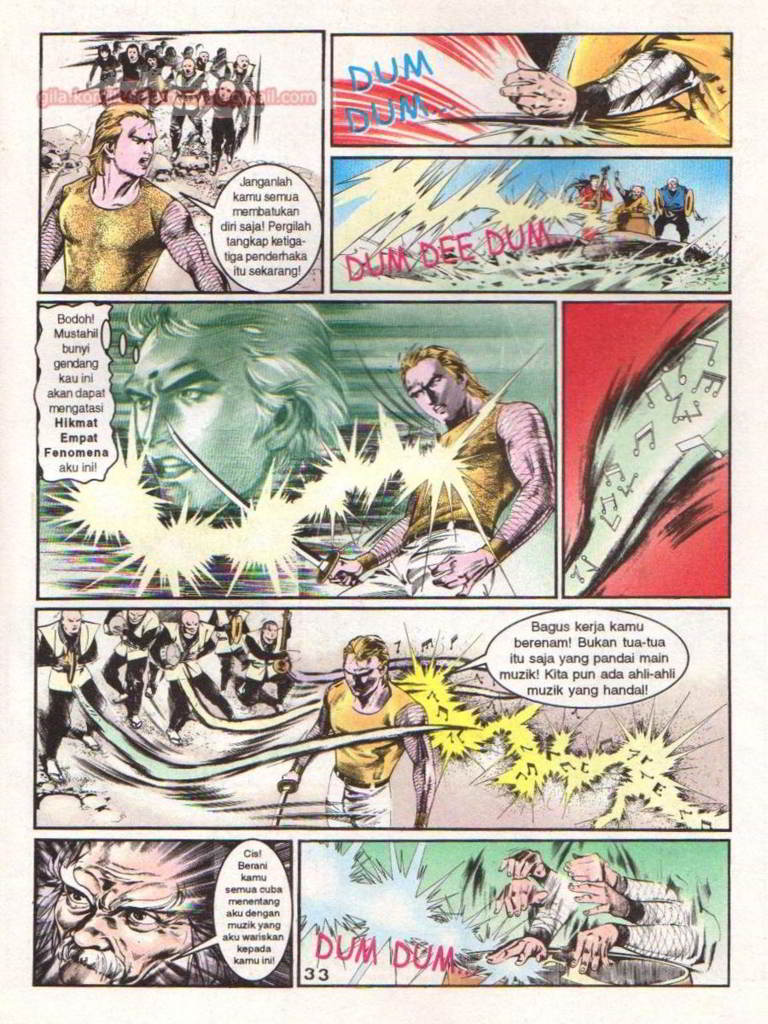 Janganlah
kamu semua
membatukan
diri saja! Pergilah
tangkap ketiga-
tiga penderhaka
itu sekarang!
DUM
DUM...
DUM DEE DUM...
Bodoh!
Mustahil
bunyi
gendang
kau ini
akan dapat
mengatasi
Hikmat
Empat
Fenomena
aku ini!
Bagus kerja kamu
berenam! Bukan tua-tua
itu saja yang pandai main
muzik! Kita pun ada ahli-ahli
muzik yang handal!
Cis!
Berani
kamu
semua cuba
menentang
aku dengan
muzik yang
aku wariskan
kepada
kamu ini!
DUM DUM...
33